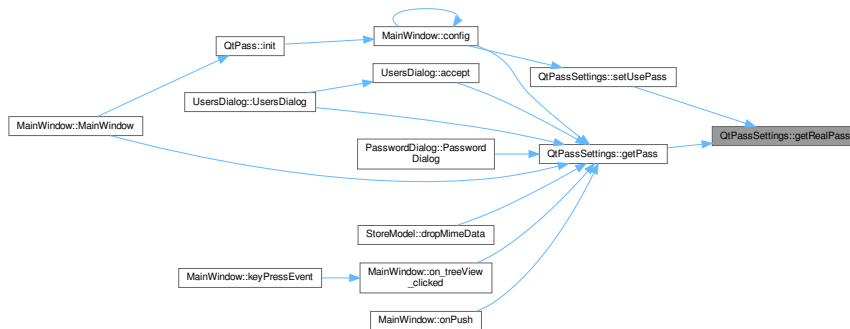 MainWindow::config
QtPass::init
UsersDialog::accept
QtPassSettings::setUsePass
UsersDialog::UsersDialog
MainWindow::MainWindow
QtPassSettings::getRealPass
PasswordDialog::Password
Dialog
QtPassSettings::getPass
StoreModel::dropMimeData
MainWindow::keyPressEvent
MainWindow::on_treeView
_clicked
MainWindow::onPush